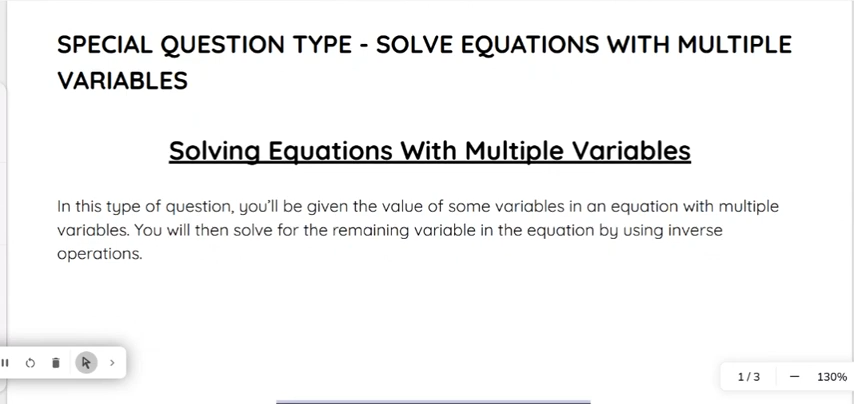 SPECIAL QUESTION TYPE - SOLVE EQUATIONS WITH MULTIPLE
VARIABLES
Solving Equations With Multiple Variables
In this type of question, you'll be given the value of some variables in an equation with multiple
variables. You will then solve for the remaining variable in the equation by using inverse
operations.
1 / 3 — 130%